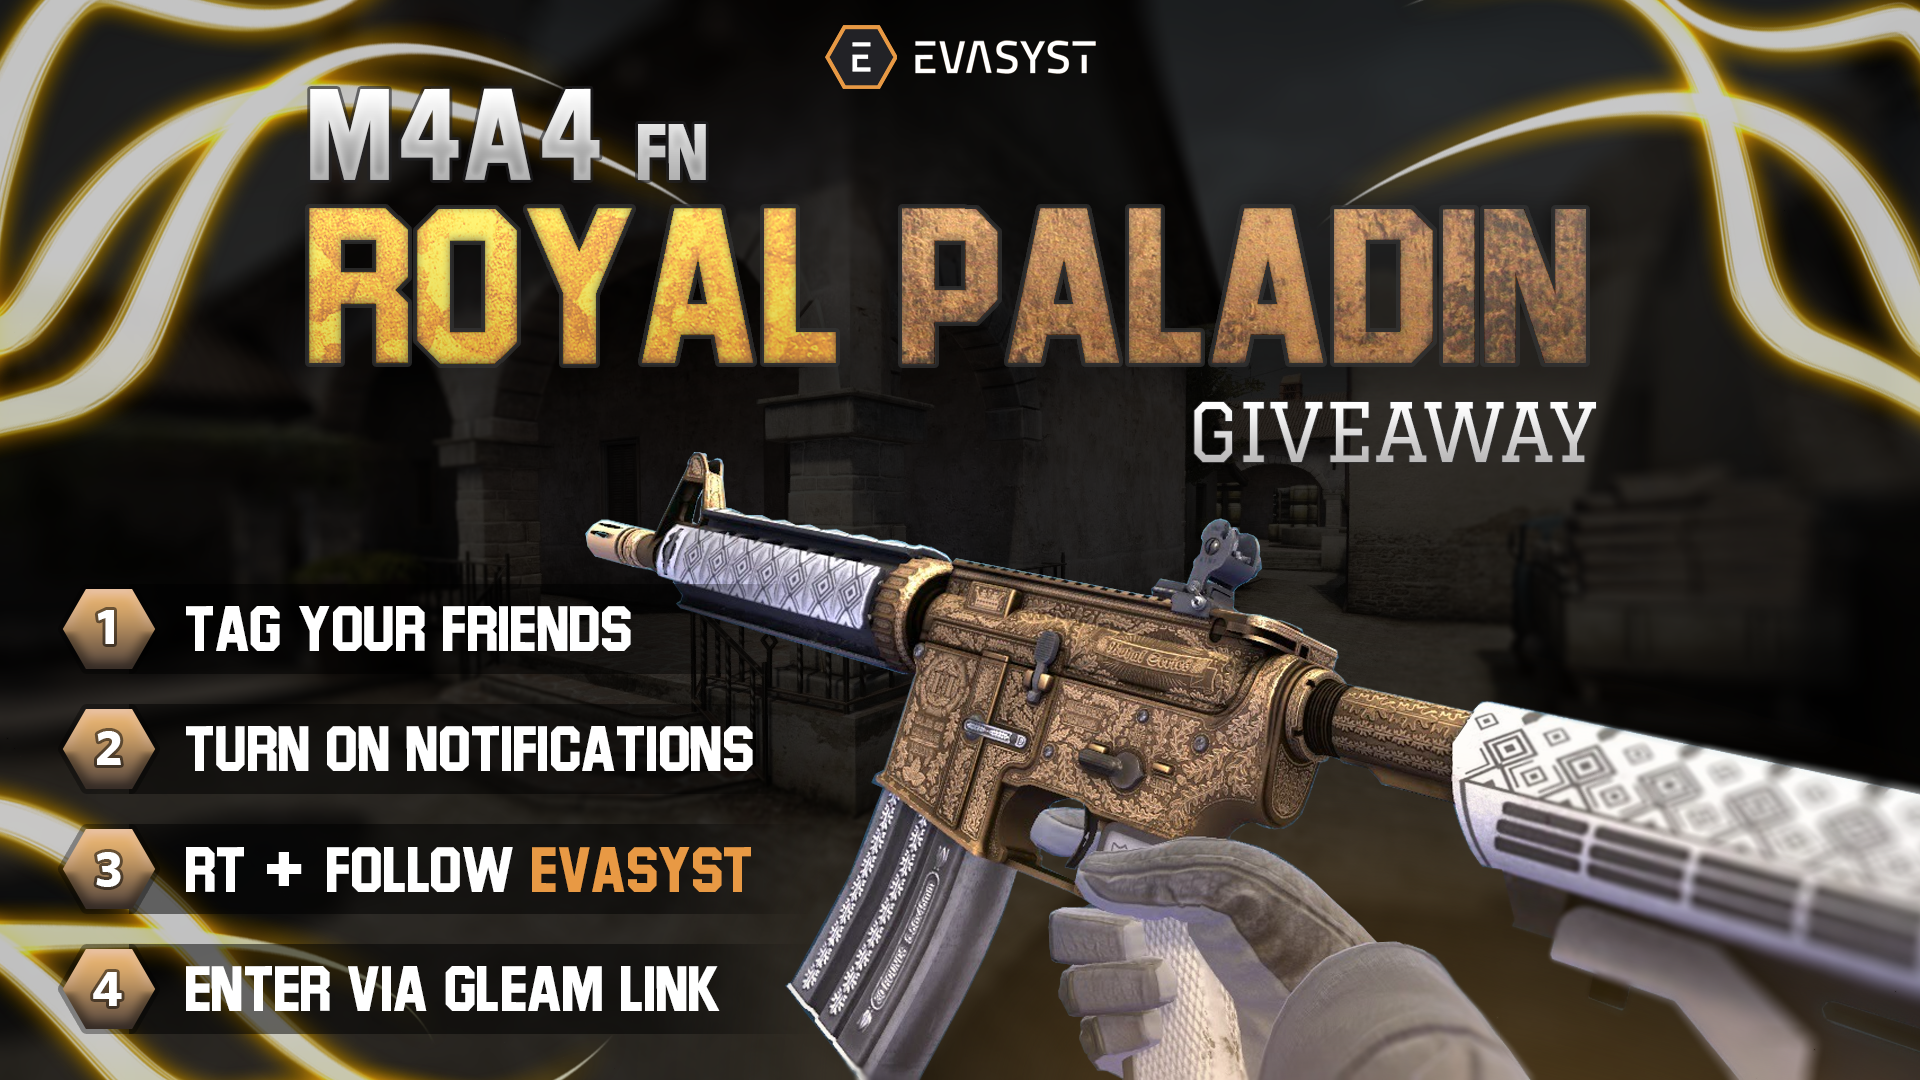 E EVASYST
M4A4 FN
ROYAL PALADIN
GIVEAWAY
1 TAG YOUR FRIENDS
2 TURN ON NOTIFICATIONS
3 RT + FOLLOW EVASYST
4 ENTER VIA GLEAM LINK